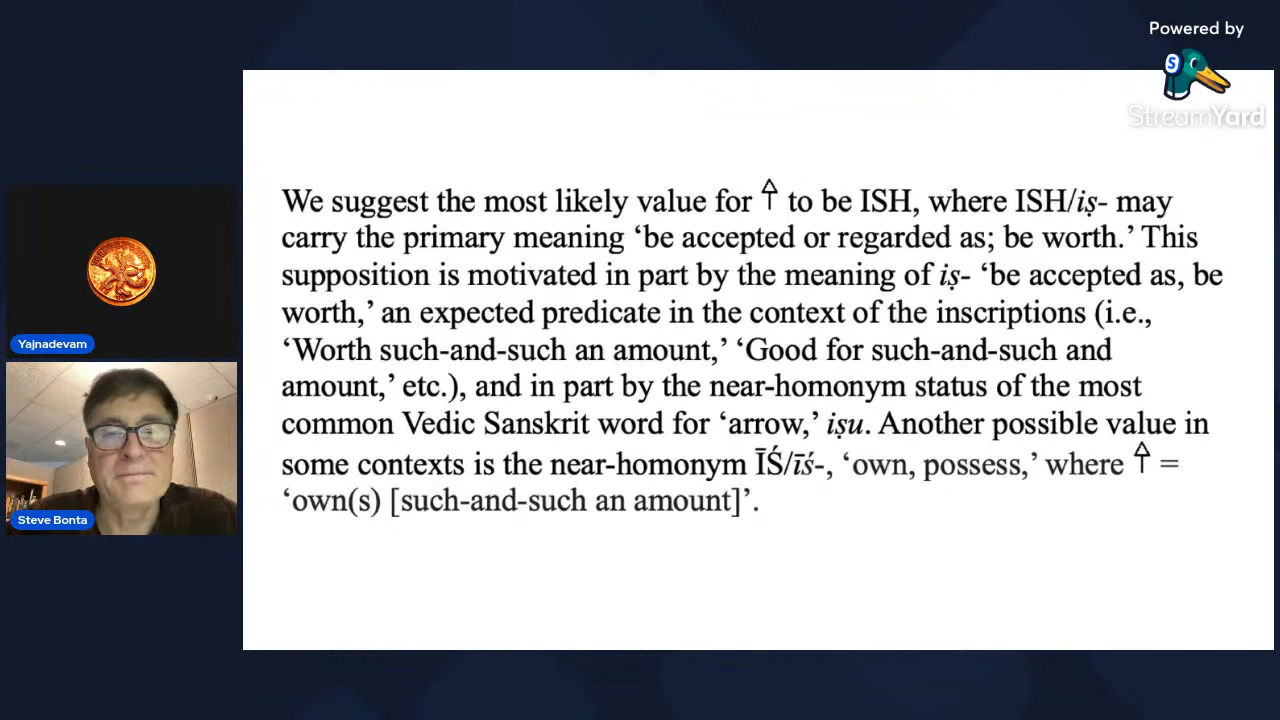 Powered by
StreamYard
We suggest the most likely value for ↑ to be ISH, where ISH/iṣ- may
carry the primary meaning ‘be accepted or regarded as; be worth.’ This
supposition is motivated in part by the meaning of iṣ- ‘be accepted as, be
worth,’ an expected predicate in the context of the inscriptions (i.e.,
‘Worth such-and-such an amount,’ ‘Good for such-and-such and
amount,’ etc.), and in part by the near-homonym status of the most
common Vedic Sanskrit word for ‘arrow,’ iṣu. Another possible value in
some contexts is the near-homonym ĪŚ/īś-, ‘own, possess,’ where ↑ =
‘own(s) [such-and-such an amount]’.
Yajnadevam
Steve Bonta